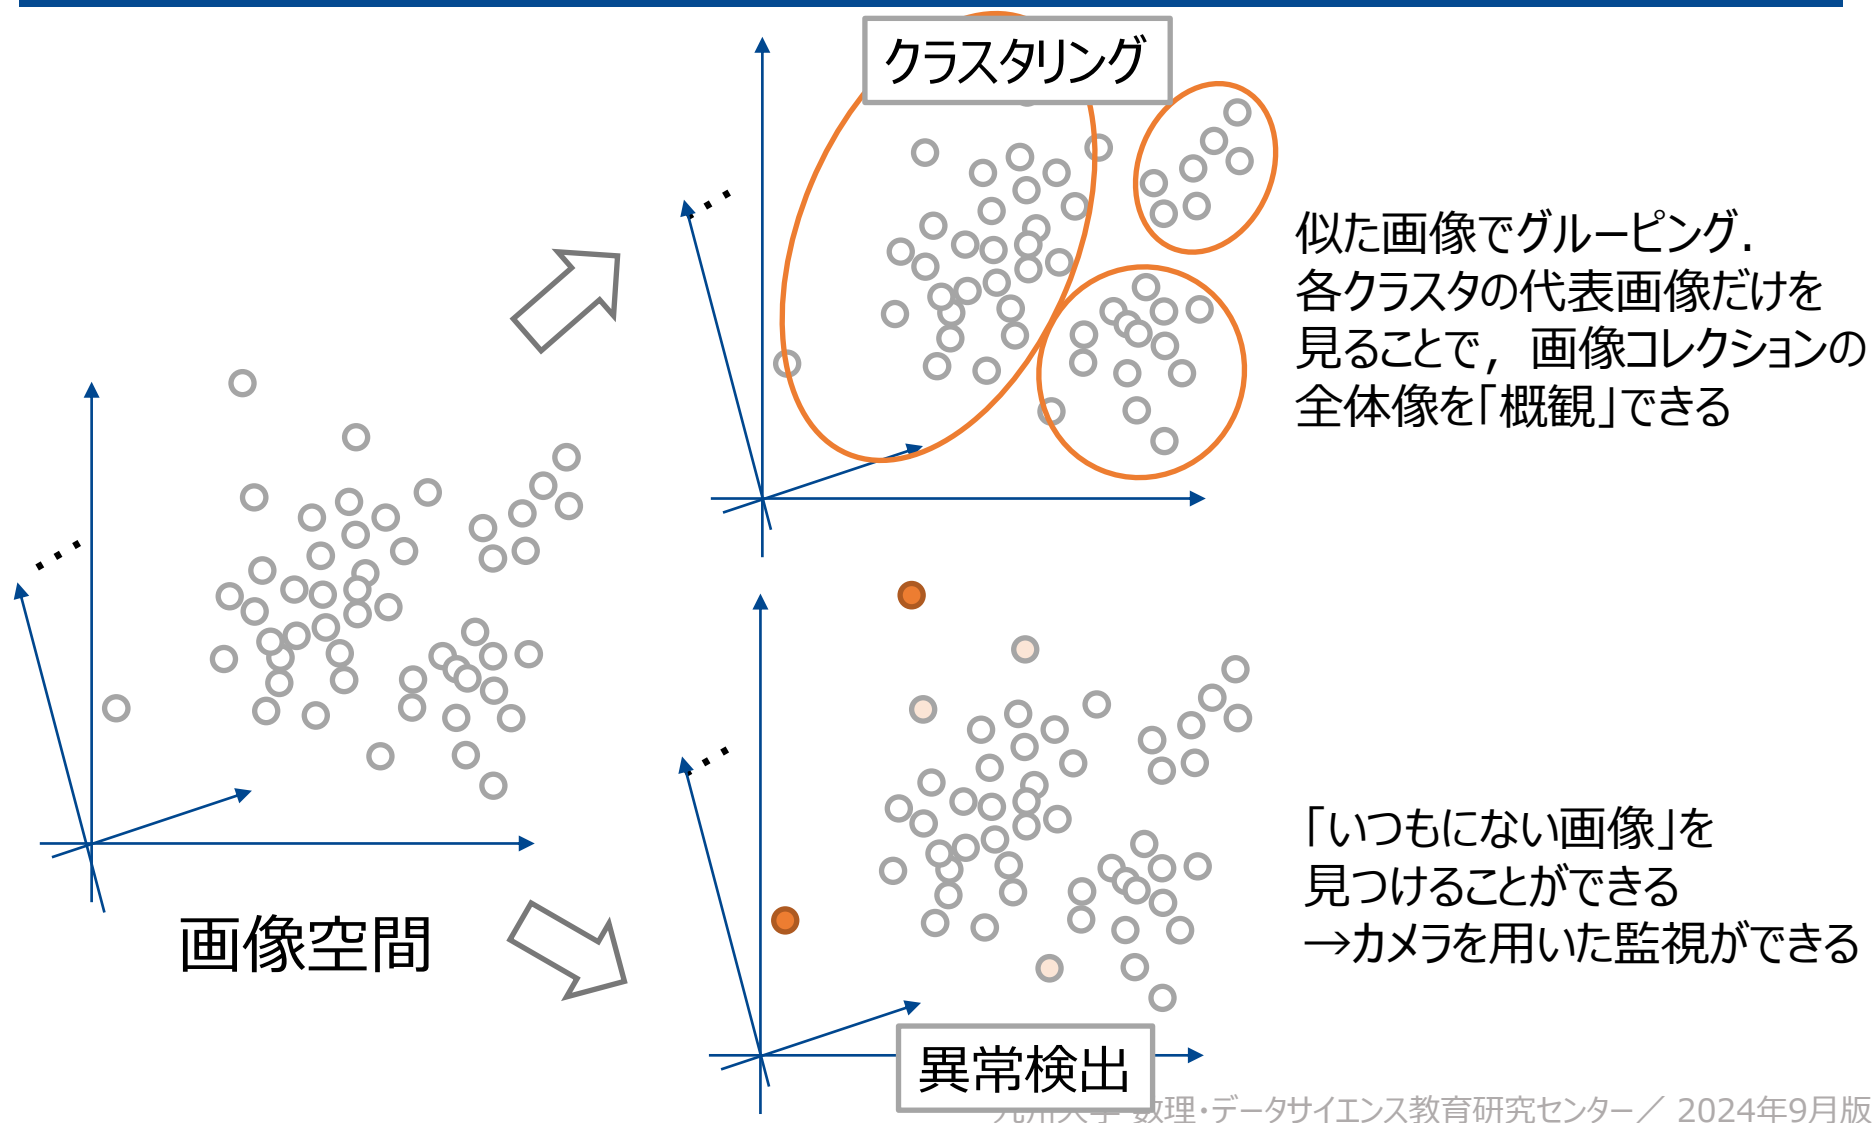 クラスタリング
似た画像でグルーピング.
各クラスタの代表画像だけを
見ることで, 画像コレクションの
全体像を「概観」できる
画像空間
「いつもにない画像」を
見つけることができる
→カメラを用いた監視ができる
異常検出
数理・データサイエンス教育研究センター／ 2024年9月版